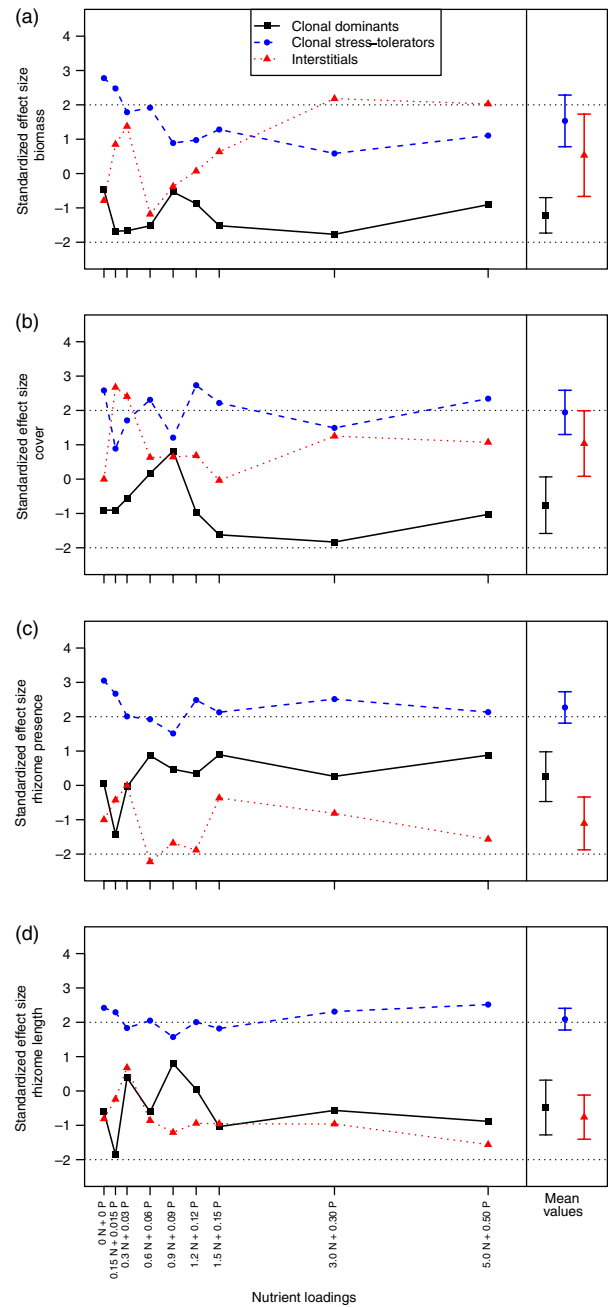 (a)
Clonal dominants
Clonal stress–tolerators
Interstitials
Standardized effect size
biomass
4
3
2
1
0
–1
–2
(b)
Standardized effect size
cover
4
3
2
1
0
–1
–2
(c)
Standardized effect size
rhizome presence
4
3
2
1
0
–1
–2
(d)
Standardized effect size
rhizome length
4
3
2
1
0
–1
–2
0 N + 0 P
0.15 N + 0.015 P
0.3 N + 0.03 P
0.6 N + 0.06 P
0.9 N + 0.09 P
1.2 N + 0.12 P
1.5 N + 0.15 P
3.0 N + 0.30 P
5.0 N + 0.50 P
Mean
values
Nutrient loadings